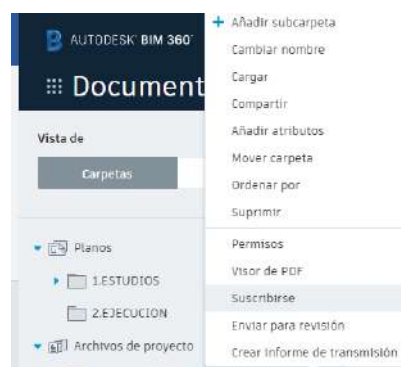 AUTODESK® BIM 360°
Document
Vista de
Carpetas
Planos
1.ESTUDIOS
2.EJECUCION
Archivos de proyecto
Añadir subcarpeta
Cambiar nombre
Cargar
Compartir
Añadir atributos
Mover carpeta
Ordenar por
Suprimir
Permisos
Visor de PDF
Suscribirse
Enviar para revisión
Crear informe de transmisión